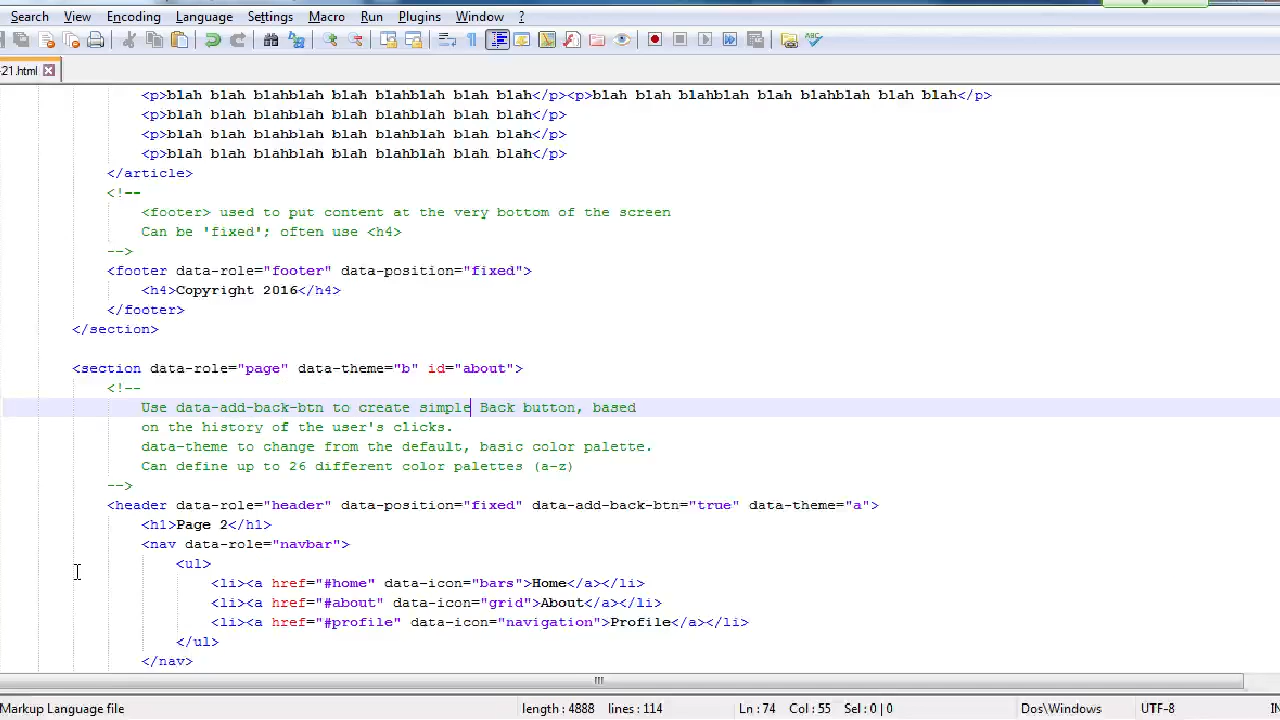 Search View Encoding Language Settings Macro Run Plugins Window ?
-21.html
<p>blah blah blahblah blah blahblah blah blah</p><p>blah blah blahblah blah blahblah blah blah</p>
<p>blah blah blahblah blah blahblah blah blah</p>
<p>blah blah blahblah blah blahblah blah blah</p>
<p>blah blah blahblah blah blahblah blah blah</p>
</article>
<!--
<footer> used to put content at the very bottom of the screen
Can be 'fixed'; often use <h4>
-->
<footer data-role="footer" data-position="fixed">
<h4>Copyright 2016</h4>
</footer>
</section>
<section data-role="page" data-theme="b" id="about">
<!--
Use data-add-back-btn to create simple Back button, based
on the history of the user's clicks.
data-theme to change from the default, basic color palette.
Can define up to 26 different color palettes (a-z)
-->
<header data-role="header" data-position="fixed" data-add-back-btn="true" data-theme="a">
<h1>Page 2</h1>
<nav data-role="navbar">
<ul>
<li><a href="#home" data-icon="bars">Home</a></li>
<li><a href="#about" data-icon="grid">About</a></li>
<li><a href="#profile" data-icon="navigation">Profile</a></li>
</ul>
</nav>
Markup Language file length : 4888 lines : 114 Ln : 74 Col : 55 Sel : 0 | 0 Dos\Windows UTF-8 IN